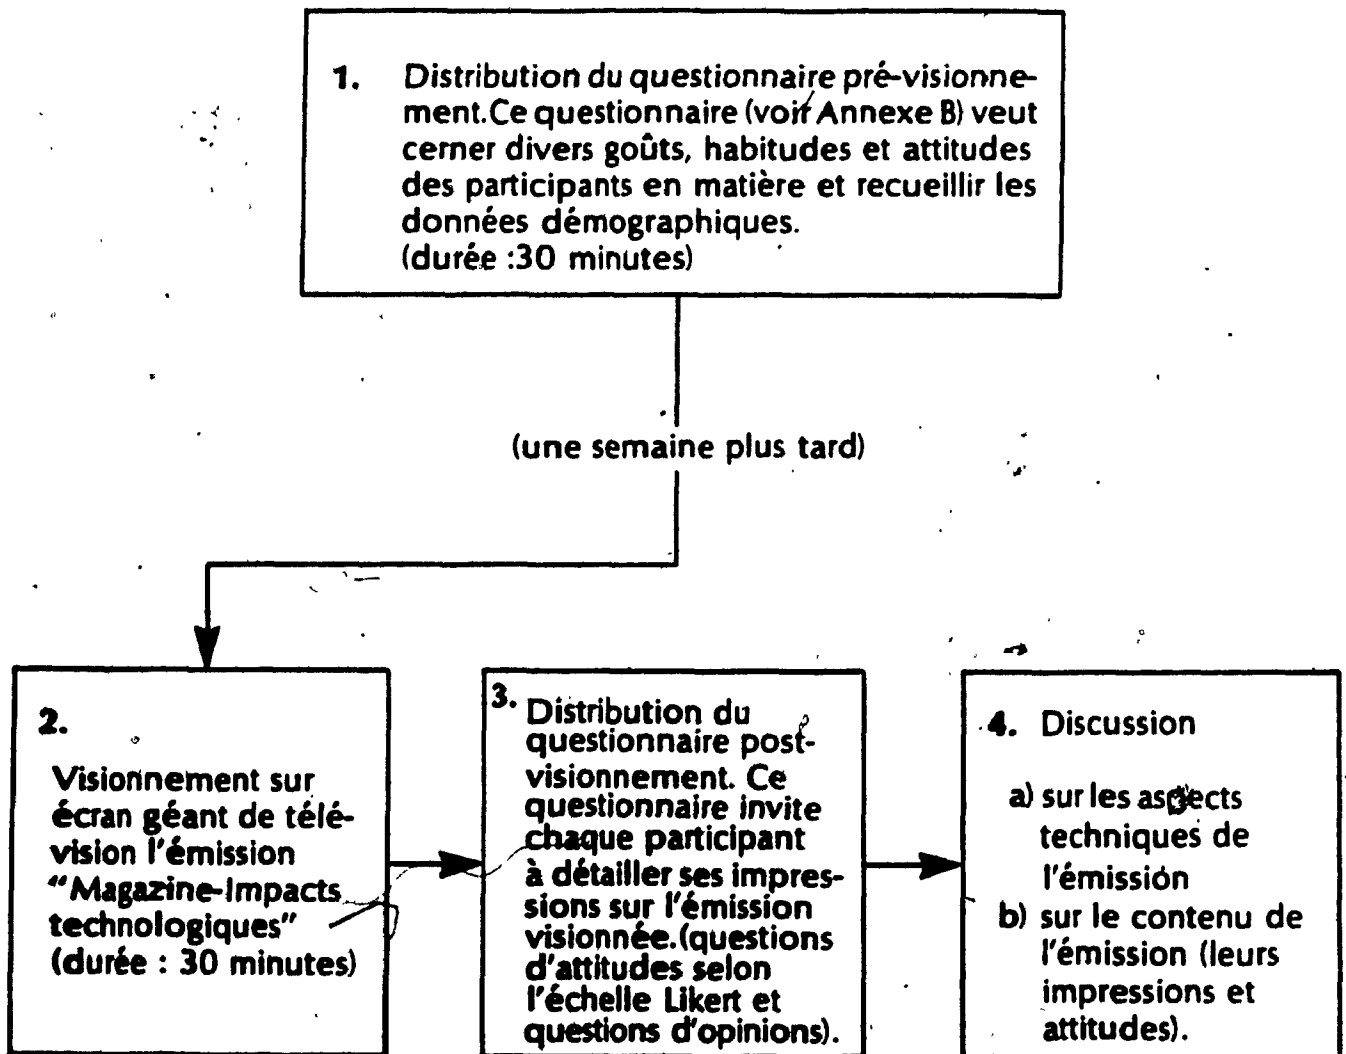 1. Distribution du questionnaire pré-visionne-
ment.Ce questionnaire (voir Annexe B) veut
cerner divers goûts, habitudes et attitudes
des participants en matière et recueillir les
données démographiques.
(durée :30 minutes)
(une semaine plus tard)
2.
Visionnement sur
écran géant de télé-
vision l'émission
"Magazine-Impacts
technologiques"
(durée : 30 minutes)
3. Distribution du
questionnaire post-
visionnement. Ce
questionnaire invite
chaque participant
à détailler ses impres-
sions sur l'émission
visionnée.(questions
d'attitudes selon
l'échelle Likert et
questions d'opinions).
4. Discussion
a) sur les aspects
techniques de
l'émission
b) sur le contenu de
l'émission (leurs
impressions et
attitudes).